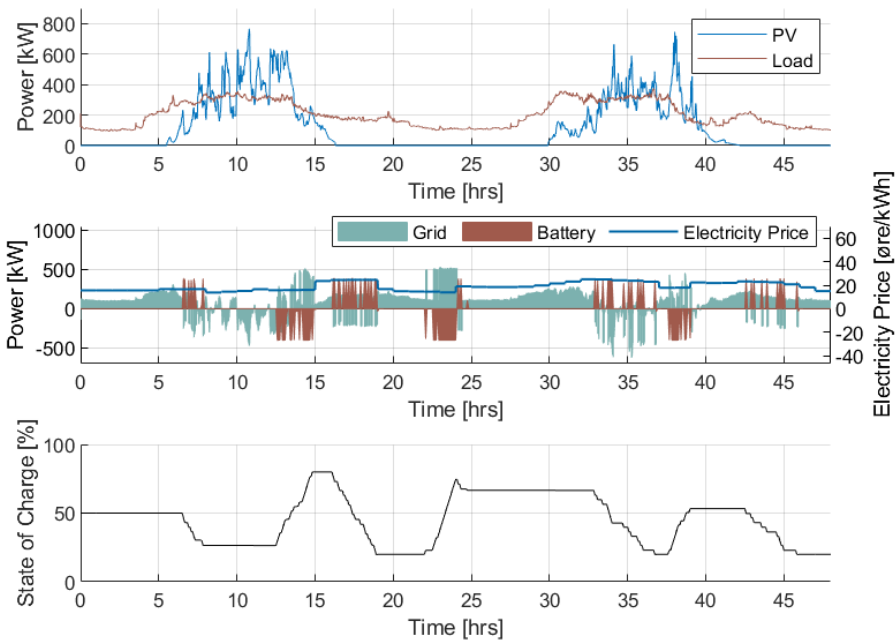 800
600
400
200
0
Power [kW]
PV
Load
0 5 10 15 20 25 30 35 40 45
Time [hrs]
1000
500
0
-500
Power [kW]
Grid Battery Electricity Price
60
40
20
0
-20
-40
Electricity Price [øre/kWh]
0 5 10 15 20 25 30 35 40 45
Time [hrs]
100
50
0
State of Charge [%]
0 5 10 15 20 25 30 35 40 45
Time [hrs]